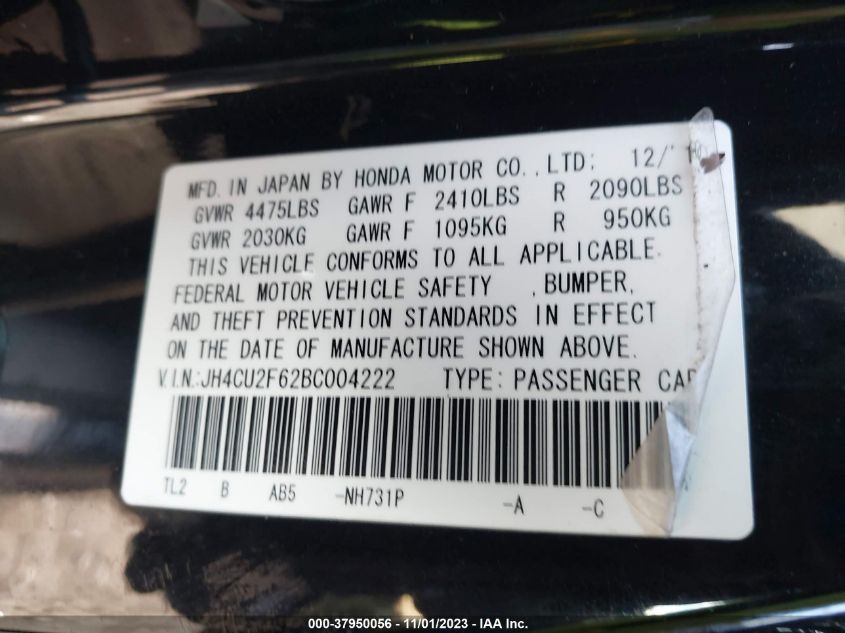 MFD. IN JAPAN BY HONDA MOTOR CO.,LTD; 12/
GVWR 4475LBS GAWR F 2410LBS R 2090LBS
GVWR 2030KG GAWR F 1095KG R 950KG
THIS VEHICLE CONFORMS TO ALL APPLICABLE.
FEDERAL MOTOR VEHICLE SAFETY ,BUMPER,
AND THEFT PREVENTION STANDARDS IN EFFECT
ON THE DATE OF MANUFACTURE SHOWN ABOVE.
V.I.N.:JH4CU2F62BC004222 TYPE: PASSENGER
TL2 B AB5 -NH731P -A -C
000-37950056 - 11/01/2023 - IAA Inc.